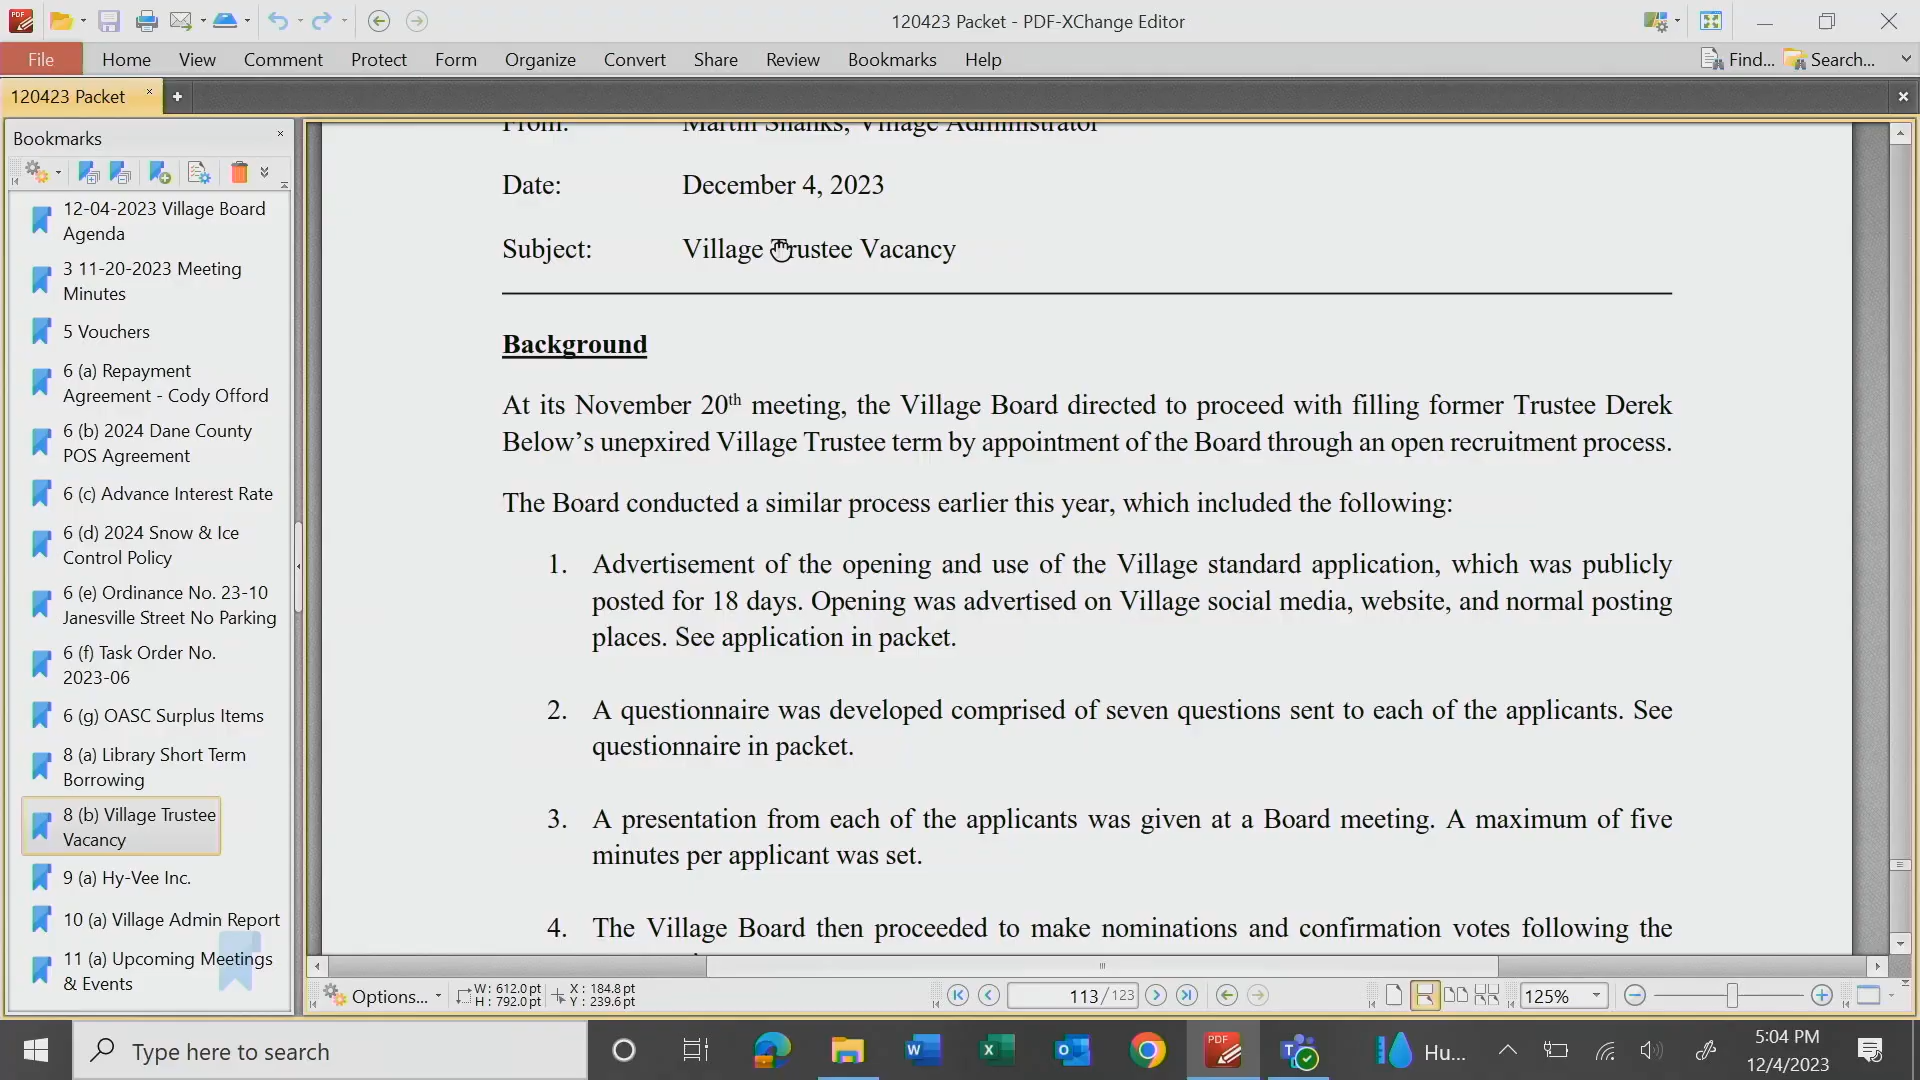 120423 Packet - PDF-XChange Editor
File Home View Comment Protect Form Organize Convert Share Review Bookmarks Help Find... Search...
120423 Packet
Bookmarks
12-04-2023 Village Board
Agenda
3 11-20-2023 Meeting
Minutes
5 Vouchers
6 (a) Repayment
Agreement - Cody Offord
6 (b) 2024 Dane County
POS Agreement
6 (c) Advance Interest Rate
6 (d) 2024 Snow & Ice
Control Policy
6 (e) Ordinance No. 23-10
Janesville Street No Parking
6 (f) Task Order No.
2023-06
6 (g) OASC Surplus Items
8 (a) Library Short Term
Borrowing
8 (b) Village Trustee
Vacancy
9 (a) Hy-Vee Inc.
10 (a) Village Admin Report
11 (a) Upcoming Meetings
& Events
From: Martin Shanks, Village Administrator
Date: December 4, 2023
Subject: Village Trustee Vacancy
Background
At its November 20th meeting, the Village Board directed to proceed with filling former Trustee Derek
Below's unepxired Village Trustee term by appointment of the Board through an open recruitment process.
The Board conducted a similar process earlier this year, which included the following:
1. Advertisement of the opening and use of the Village standard application, which was publicly
posted for 18 days. Opening was advertised on Village social media, website, and normal posting
places. See application in packet.
2. A questionnaire was developed comprised of seven questions sent to each of the applicants. See
questionnaire in packet.
3. A presentation from each of the applicants was given at a Board meeting. A maximum of five
minutes per applicant was set.
4. The Village Board then proceeded to make nominations and confirmation votes following the
Options... W: 612.0pt X: 184.8pt 113/123 125%
H: 792.0pt Y: 239.6pt
Type here to search Hu... 5:04 PM
12/4/2023